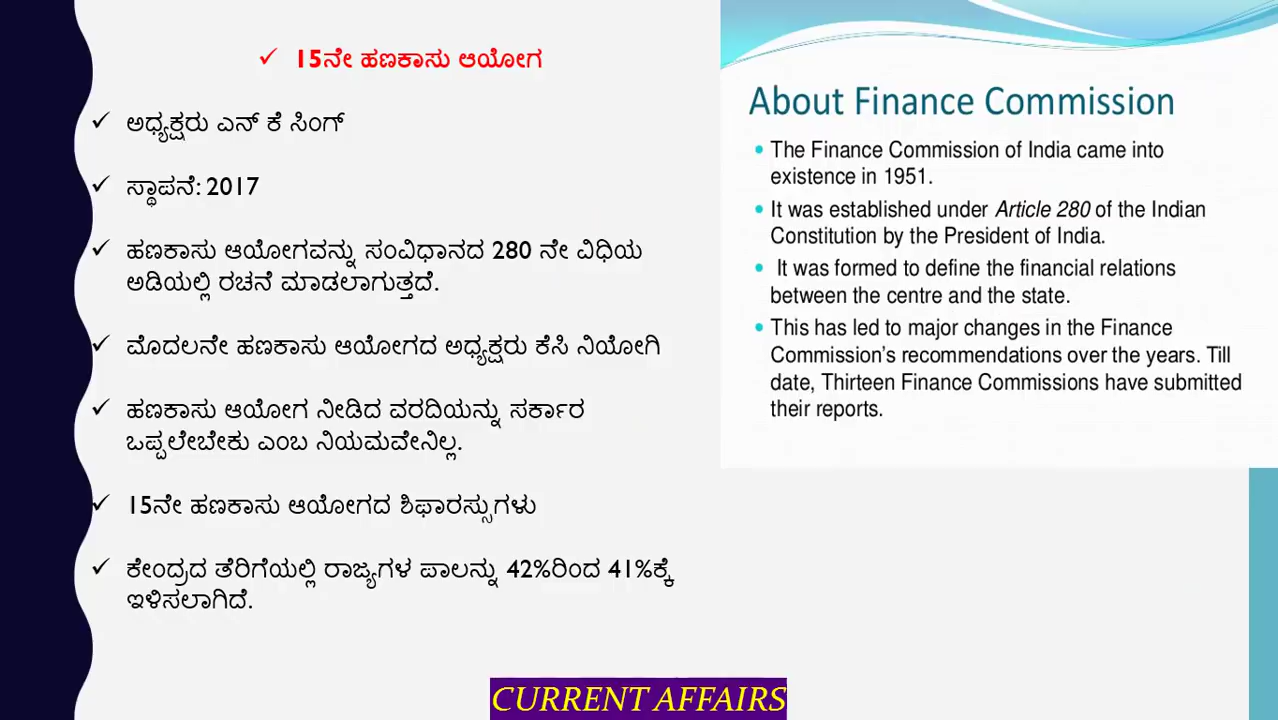 15ನೇ ಹಣಕಾಸು ಆಯೋಗ
ಅಧ್ಯಕ್ಷರು ಎನ್ ಕೆ ಸಿಂಗ್
ಸ್ಥಾಪನೆ: 2017
ಹಣಕಾಸು ಆಯೋಗವನ್ನು ಸಂವಿಧಾನದ 280 ನೇ ವಿಧಿಯ
ಅಡಿಯಲ್ಲಿ ರಚನೆ ಮಾಡಲಾಗುತ್ತದೆ.
ಮೊದಲನೇ ಹಣಕಾಸು ಆಯೋಗದ ಅಧ್ಯಕ್ಷರು ಕೆಸಿ ನಿಯೋಗಿ
ಹಣಕಾಸು ಆಯೋಗ ನೀಡಿದ ವರದಿಯನ್ನು ಸರ್ಕಾರ
ಒಪ್ಪಲೇಬೇಕು ಎಂಬ ನಿಯಮವೇನಿಲ್ಲ.
15ನೇ ಹಣಕಾಸು ಆಯೋಗದ ಶಿಫಾರಸ್ಸುಗಳು
ಕೇಂದ್ರದ ತೆರಿಗೆಯಲ್ಲಿ ರಾಜ್ಯಗಳ ಪಾಲನ್ನು 42%ರಿಂದ 41%ಕ್ಕೆ
ಇಳಿಸಲಾಗಿದೆ.
About Finance Commission
The Finance Commission of India came into
existence in 1951.
It was established under Article 280 of the Indian
Constitution by the President of India.
It was formed to define the financial relations
between the centre and the state.
This has led to major changes in the Finance
Commission's recommendations over the years. Till
date, Thirteen Finance Commissions have submitted
their reports.
CURRENT AFFAIRS